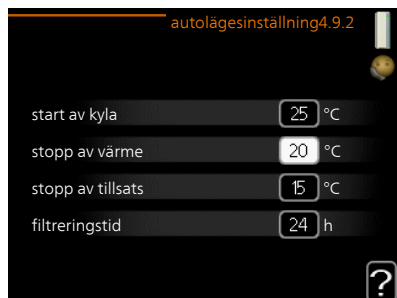 autolägesinställning4.9.2
start av kyla 25 °C
stopp av värme 20 °C
stopp av tillsats 15 °C
filtreringstid 24 h
?